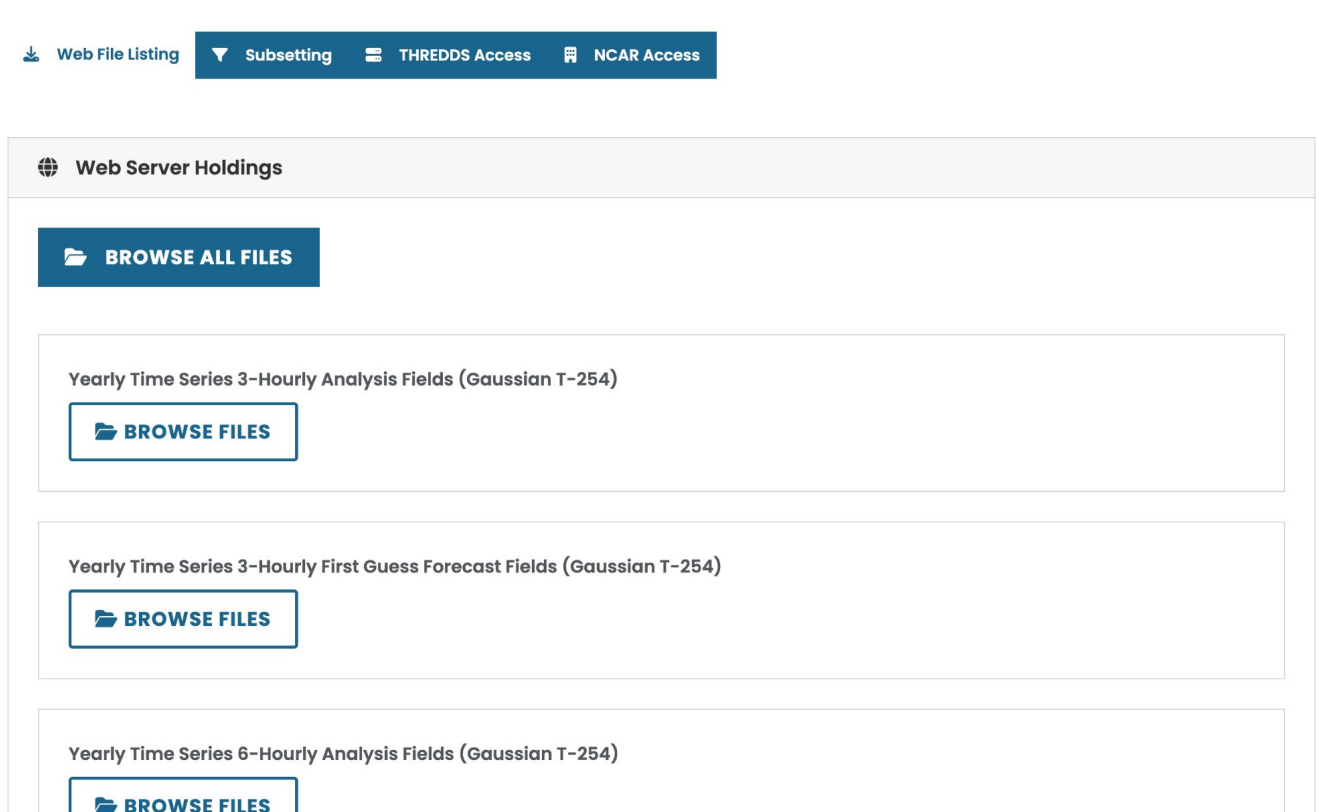 Web File Listing Subsetting THREDDS Access NCAR Access
Web Server Holdings
BROWSE ALL FILES
Yearly Time Series 3-Hourly Analysis Fields (Gaussian T-254)
BROWSE FILES
Yearly Time Series 3-Hourly First Guess Forecast Fields (Gaussian T-254)
BROWSE FILES
Yearly Time Series 6-Hourly Analysis Fields (Gaussian T-254)
BROWSE FILES